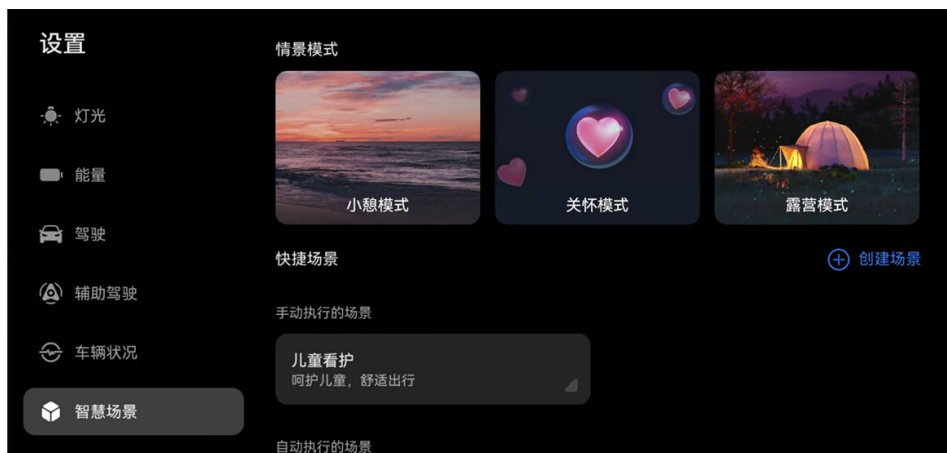 设置
灯光
能量
驾驶
辅助驾驶
车辆状况
智慧场景
情景模式
小憩模式
关怀模式
露营模式
快捷场景
创建场景
手动执行的场景
儿童看护
呵护儿童，舒适出行
自动执行的场景